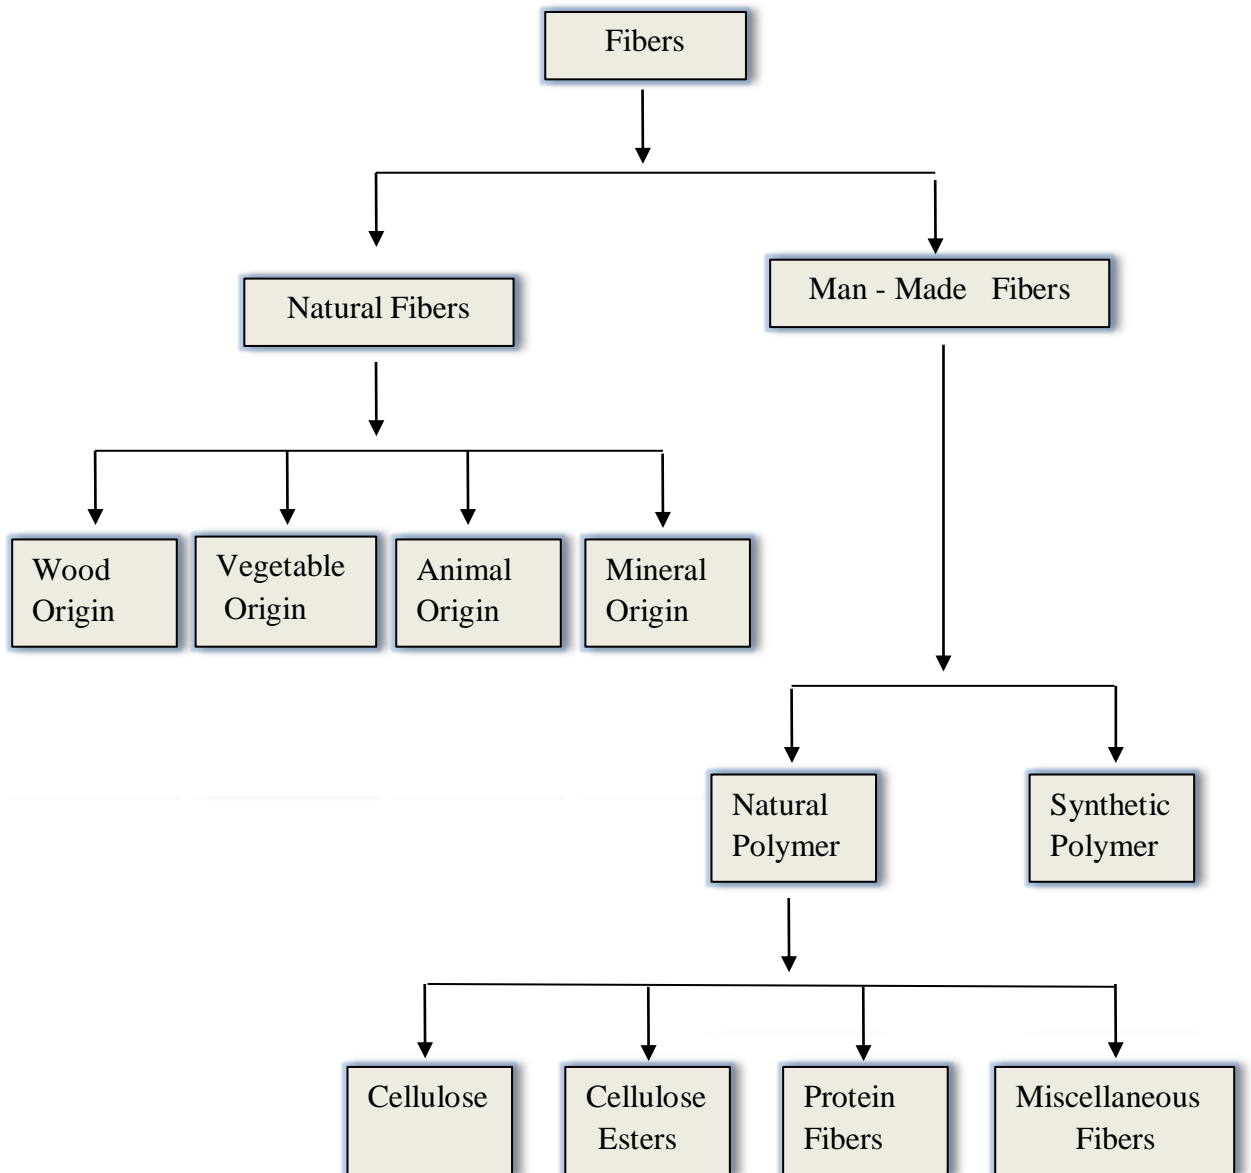 Fibers
Natural Fibers
Man - Made Fibers
Wood
Origin
Vegetable
Origin
Animal
Origin
Mineral
Origin
Natural
Polymer
Synthetic
Polymer
Cellulose
Cellulose
Esters
Protein
Fibers
Miscellaneous
Fibers